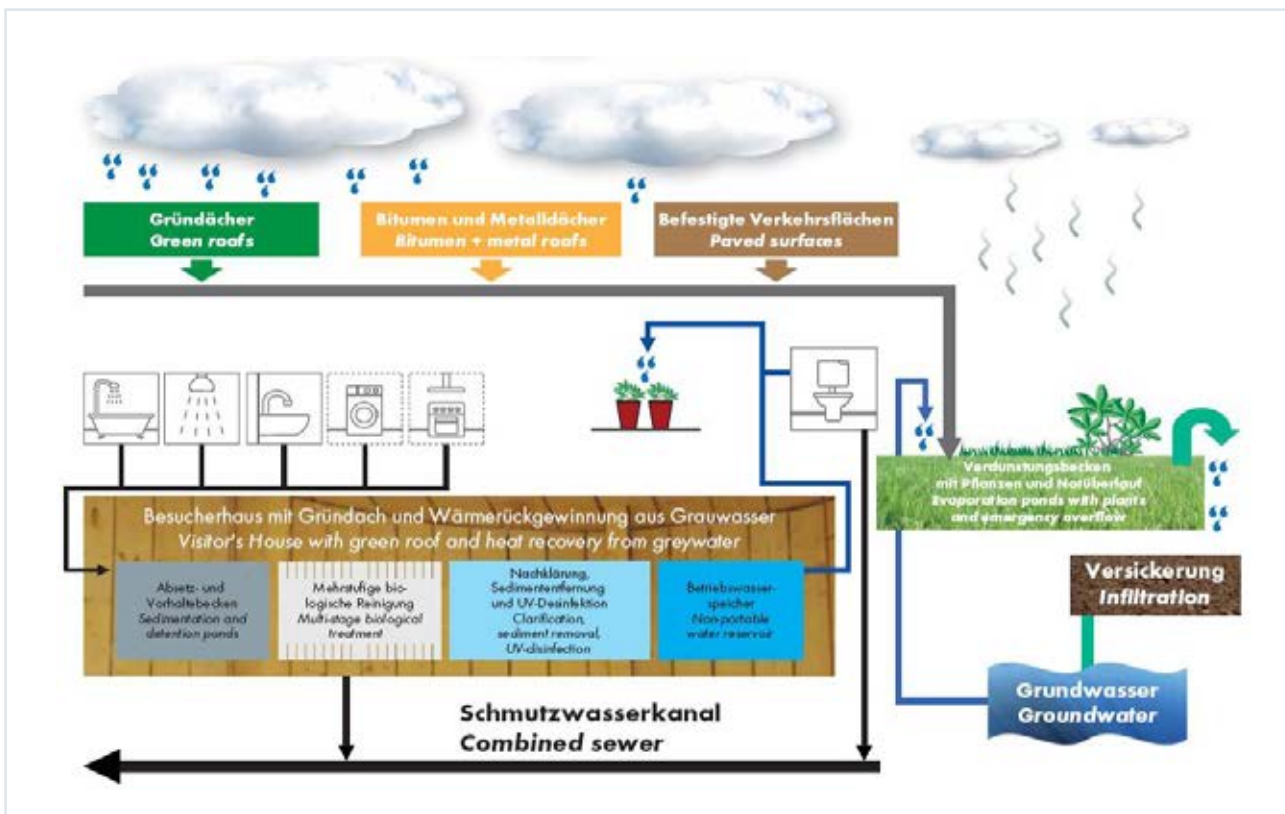 Gründächer
Green roofs
Bitumen und Metalldächer
Bitumen + metal roofs
Befestigte Verkehrsflächen
Paved surfaces
Verdunstungsbecken
mit Pflanzen und Notüberlauf
Evaporation ponds with plants
and emergency overflow
Besucherhaus mit Gründach und Wärmerückgewinnung aus Grauwasser
Visitor's House with green roof and heat recovery from greywater
Absetz- und
Vorhaltebecken
Sedimentation and
detention ponds
Mehrstufige bio-
logische Reinigung
Multi-stage biological
treatment
Nachklärung,
Sedimententfernung
und UV-Desinfektion
Clarification,
sediment removal,
UV-disinfection
Betriebswasser-
speicher
Non-portable
water reservoir
Versickerung
Infiltration
Grundwasser
Groundwater
Schmutzwasserkanal
Combined sewer